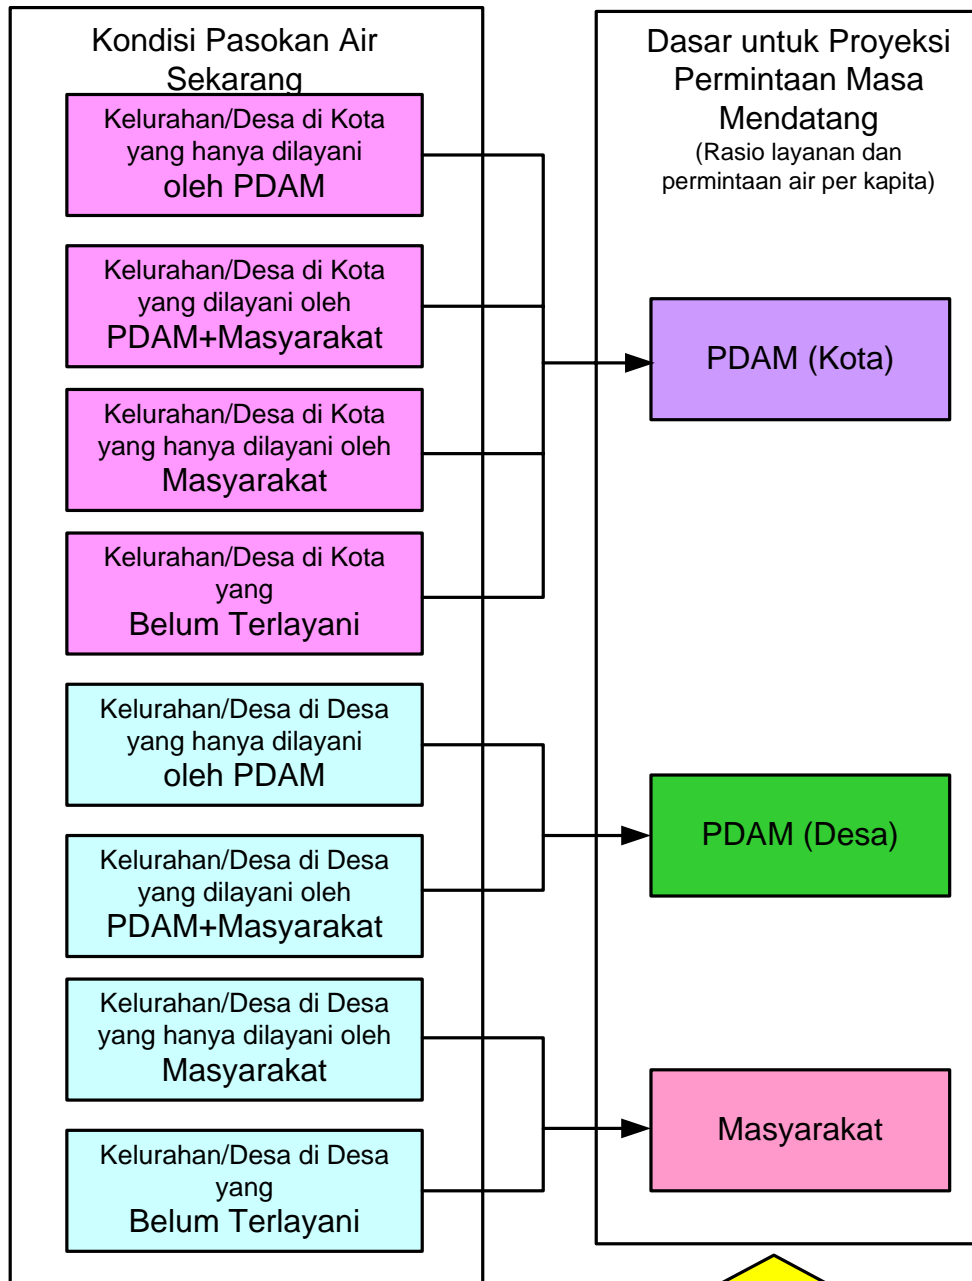 Kondisi Pasokan Air
Sekarang
Kelurahan/Desa di Kota
yang hanya dilayani
oleh PDAM
Kelurahan/Desa di Kota
yang dilayani oleh
PDAM+Masyarakat
Kelurahan/Desa di Kota
yang hanya dilayani oleh
Masyarakat
Kelurahan/Desa di Kota
yang
Belum Terlayani
Kelurahan/Desa di Desa
yang hanya dilayani
oleh PDAM
Kelurahan/Desa di Desa
yang dilayani oleh
PDAM+Masyarakat
Kelurahan/Desa di Desa
yang hanya dilayani oleh
Masyarakat
Kelurahan/Desa di Desa
yang
Belum Terlayani
Dasar untuk Proyeksi
Permintaan Masa
Mendatang
(Rasio layanan dan
permintaan air per kapita)
PDAM (Kota)
PDAM (Desa)
Masyarakat